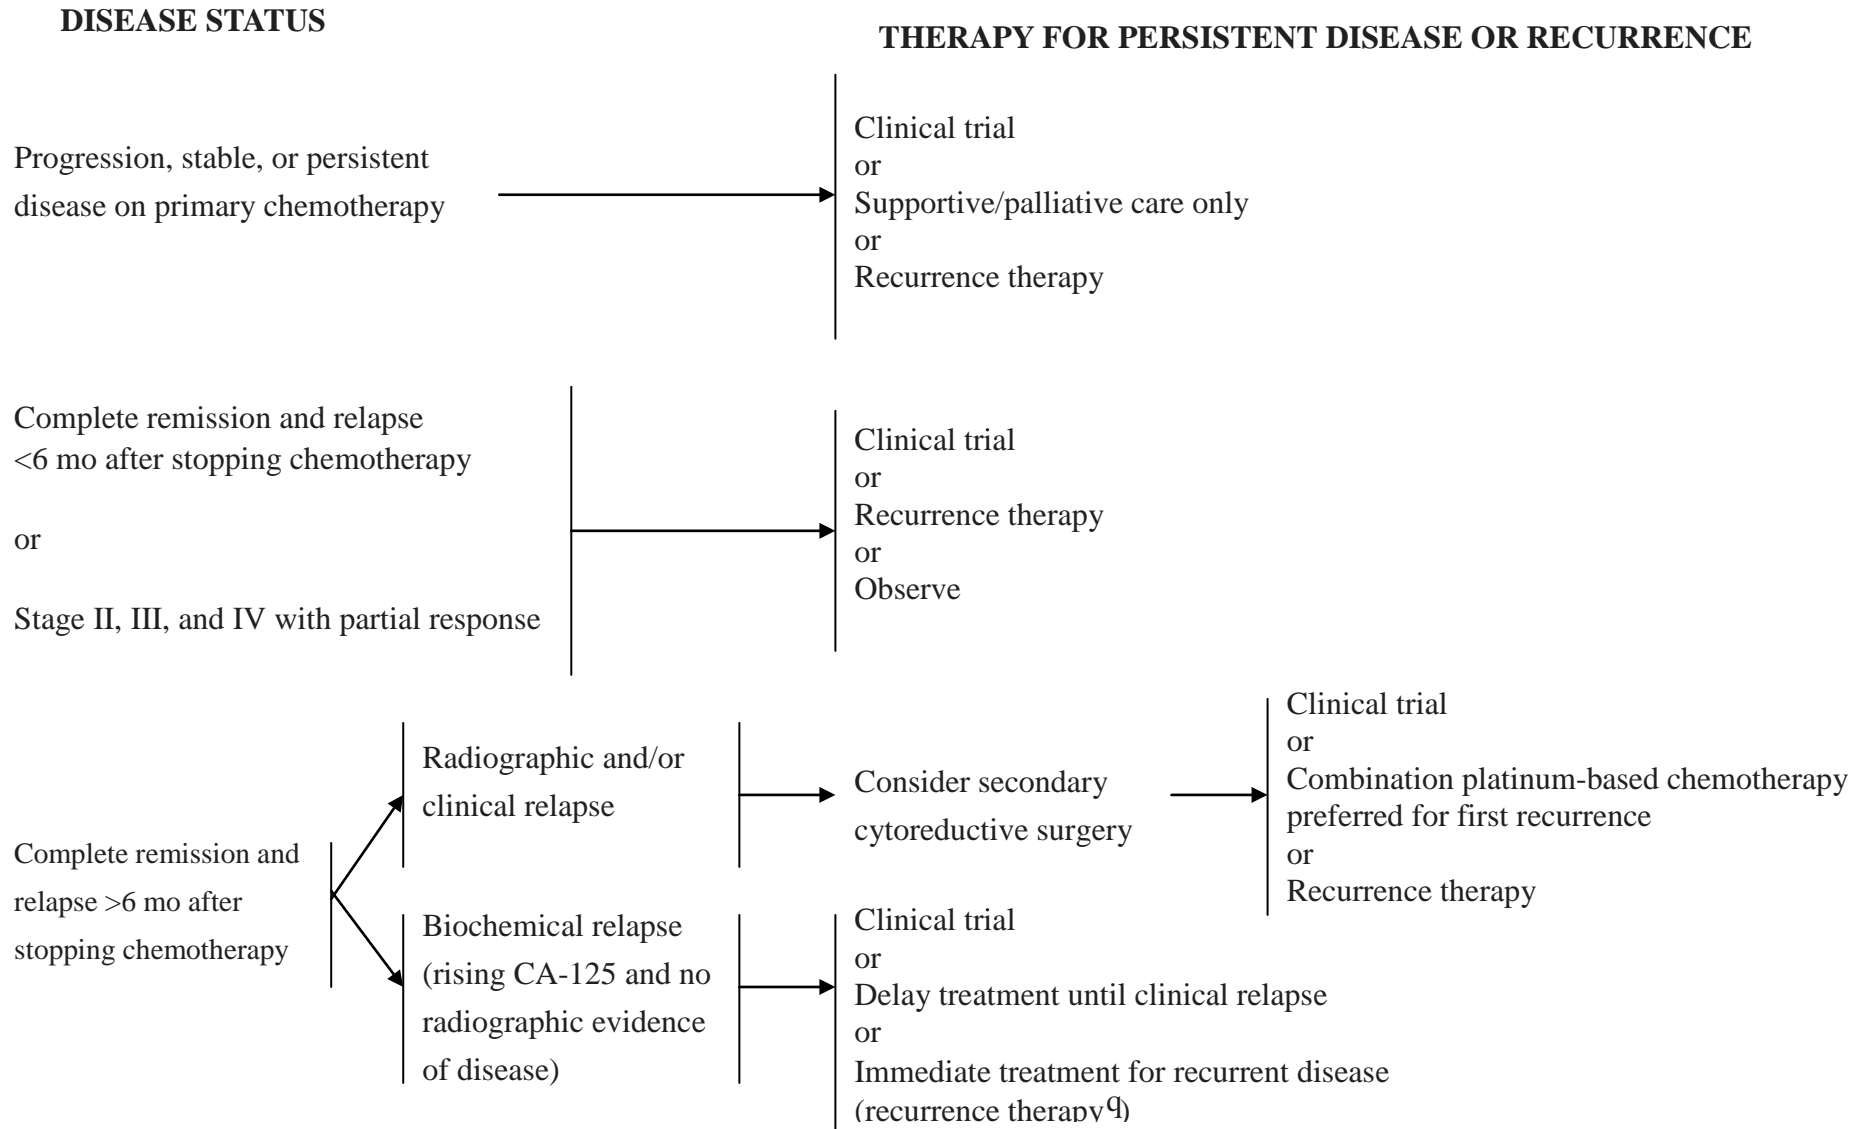 DISEASE STATUS
THERAPY FOR PERSISTENT DISEASE OR RECURRENCE
Progression, stable, or persistent
disease on primary chemotherapy
Clinical trial
or
Supportive/palliative care only
or
Recurrence therapy
Complete remission and relapse
<6 mo after stopping chemotherapy
or
Stage II, III, and IV with partial response
Clinical trial
or
Recurrence therapy
or
Observe
Complete remission and
relapse >6 mo after
stopping chemotherapy
Radiographic and/or
clinical relapse
Consider secondary
cytoreductive surgery
Clinical trial
or
Combination platinum-based chemotherapy
preferred for first recurrence
or
Recurrence therapy
Biochemical relapse
(rising CA-125 and no
radiographic evidence
of disease)
Clinical trial
or
Delay treatment until clinical relapse
or
Immediate treatment for recurrent disease
(recurrence therapyq)